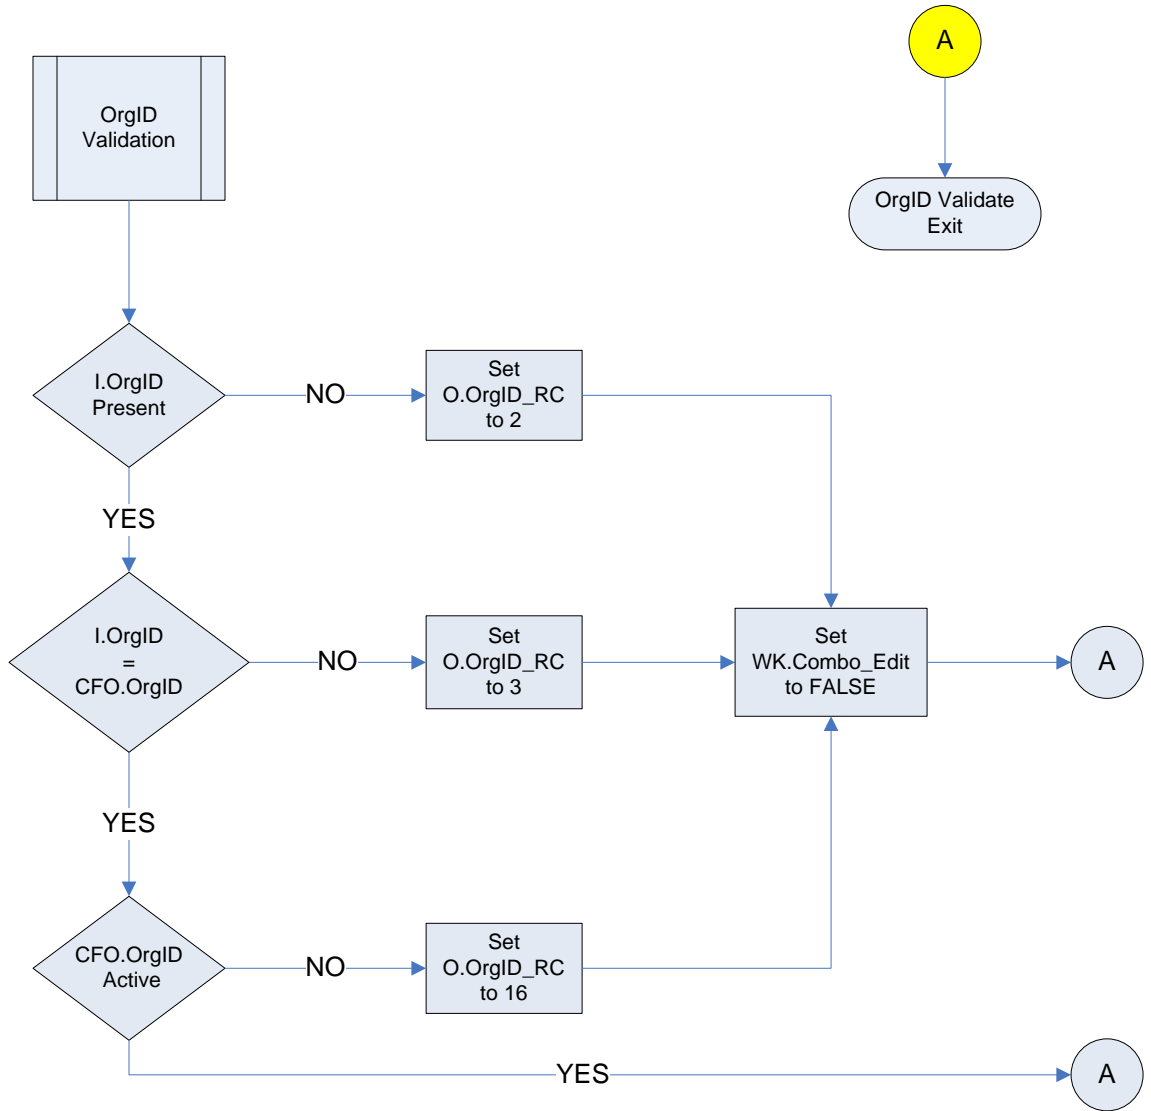 A
OrgID
Validation
OrgID Validate
Exit
I.OrgID
Present
NO
Set
O.OrgID_RC
to 2
YES
I.OrgID
=
CFO.OrgID
NO
Set
O.OrgID_RC
to 3
Set
WK.Combo_Edit
to FALSE
A
YES
CFO.OrgID
Active
NO
Set
O.OrgID_RC
to 16
YES
A